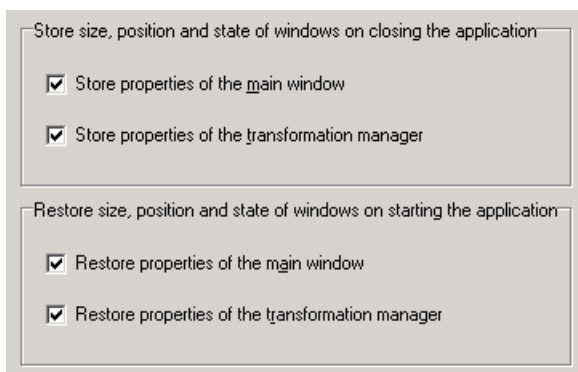 Store size, position and state of windows on closing the application
Store properties of the main window
Store properties of the transformation manager
Restore size, position and state of windows on starting the application
Restore properties of the main window
Restore properties of the transformation manager